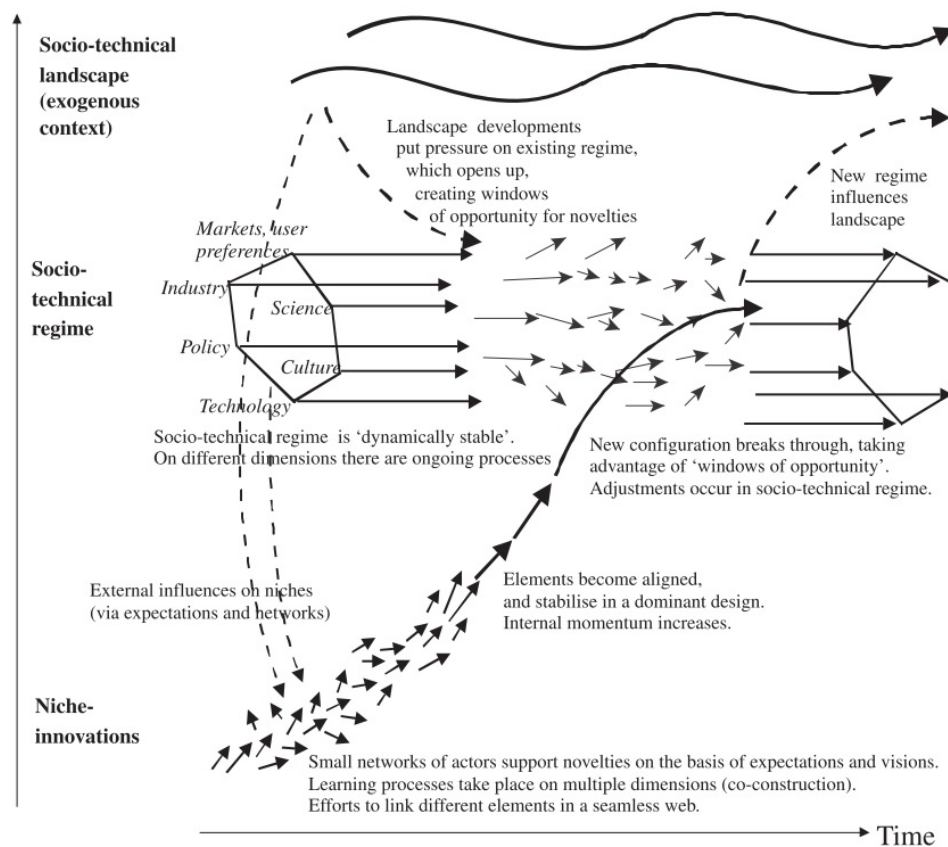 Socio-technical
landscape
(exogenous
context)
Landscape developments
put pressure on existing regime,
which opens up,
creating windows
of opportunity for novelties
New regime
influences
landscape
Markets, user
preferences
Socio-
technical
regime
Industry
Science
Policy
Culture
Technology
Socio-technical regime is ‘dynamically stable’.
On different dimensions there are ongoing processes
New configuration breaks through, taking
advantage of ‘windows of opportunity’.
Adjustments occur in socio-technical regime.
External influences on niches
(via expectations and networks)
Elements become aligned,
and stabilise in a dominant design.
Internal momentum increases.
Niche-
innovations
Small networks of actors support novelties on the basis of expectations and visions.
Learning processes take place on multiple dimensions (co-construction).
Efforts to link different elements in a seamless web.
Time